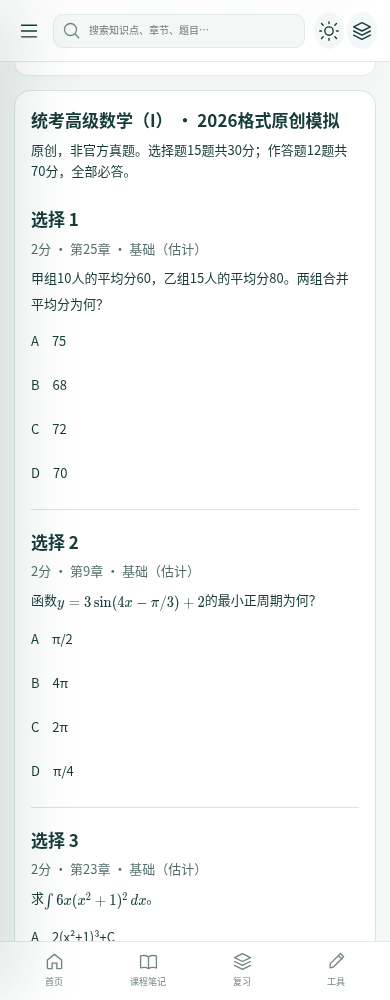 搜索知识点、章节、题目…
统考高级数学（I） · 2026格式原创模拟
原创，非官方真题。选择题15题共30分；作答题12题共
70分，全部必答。
选择 1
2分 · 第25章 · 基础（估计）
甲组10人的平均分60，乙组15人的平均分80。两组合并
平均分为何？
A 75
B 68
C 72
D 70
选择 2
2分 · 第9章 · 基础（估计）
函数y = 3 sin(4x − π/3) + 2的最小正周期为何？
A π/2
B 4π
C 2π
D π/4
选择 3
2分 · 第23章 · 基础（估计）
求∫ 6x(x² + 1)² dx。
A 2(x²+1)³+C
首页 课程笔记 复习 工具